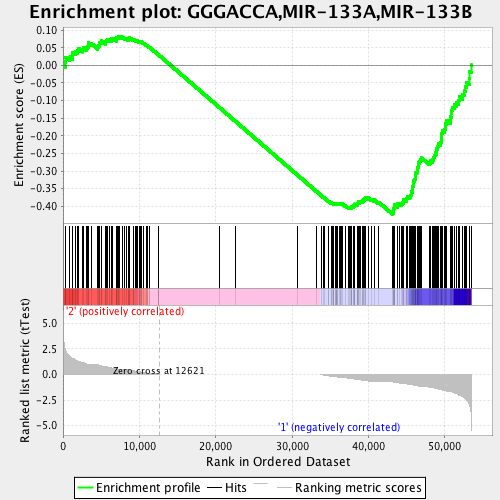 Enrichment plot: GGGACCA,MIR-133A,MIR-133B
Enrichment score (ES)
0.10
0.05
0.00
-0.05
-0.10
-0.15
-0.20
-0.25
-0.30
-0.35
-0.40
'2' (positively correlated)
Ranked list metric (tTest)
5.0
2.5
0.0
-2.5
-5.0
Zero cross at 12621
'1' (negatively correlated)
0 10,000 20,000 30,000 40,000 50,000
Rank in Ordered Dataset
Enrichment profile Hits Ranking metric scores